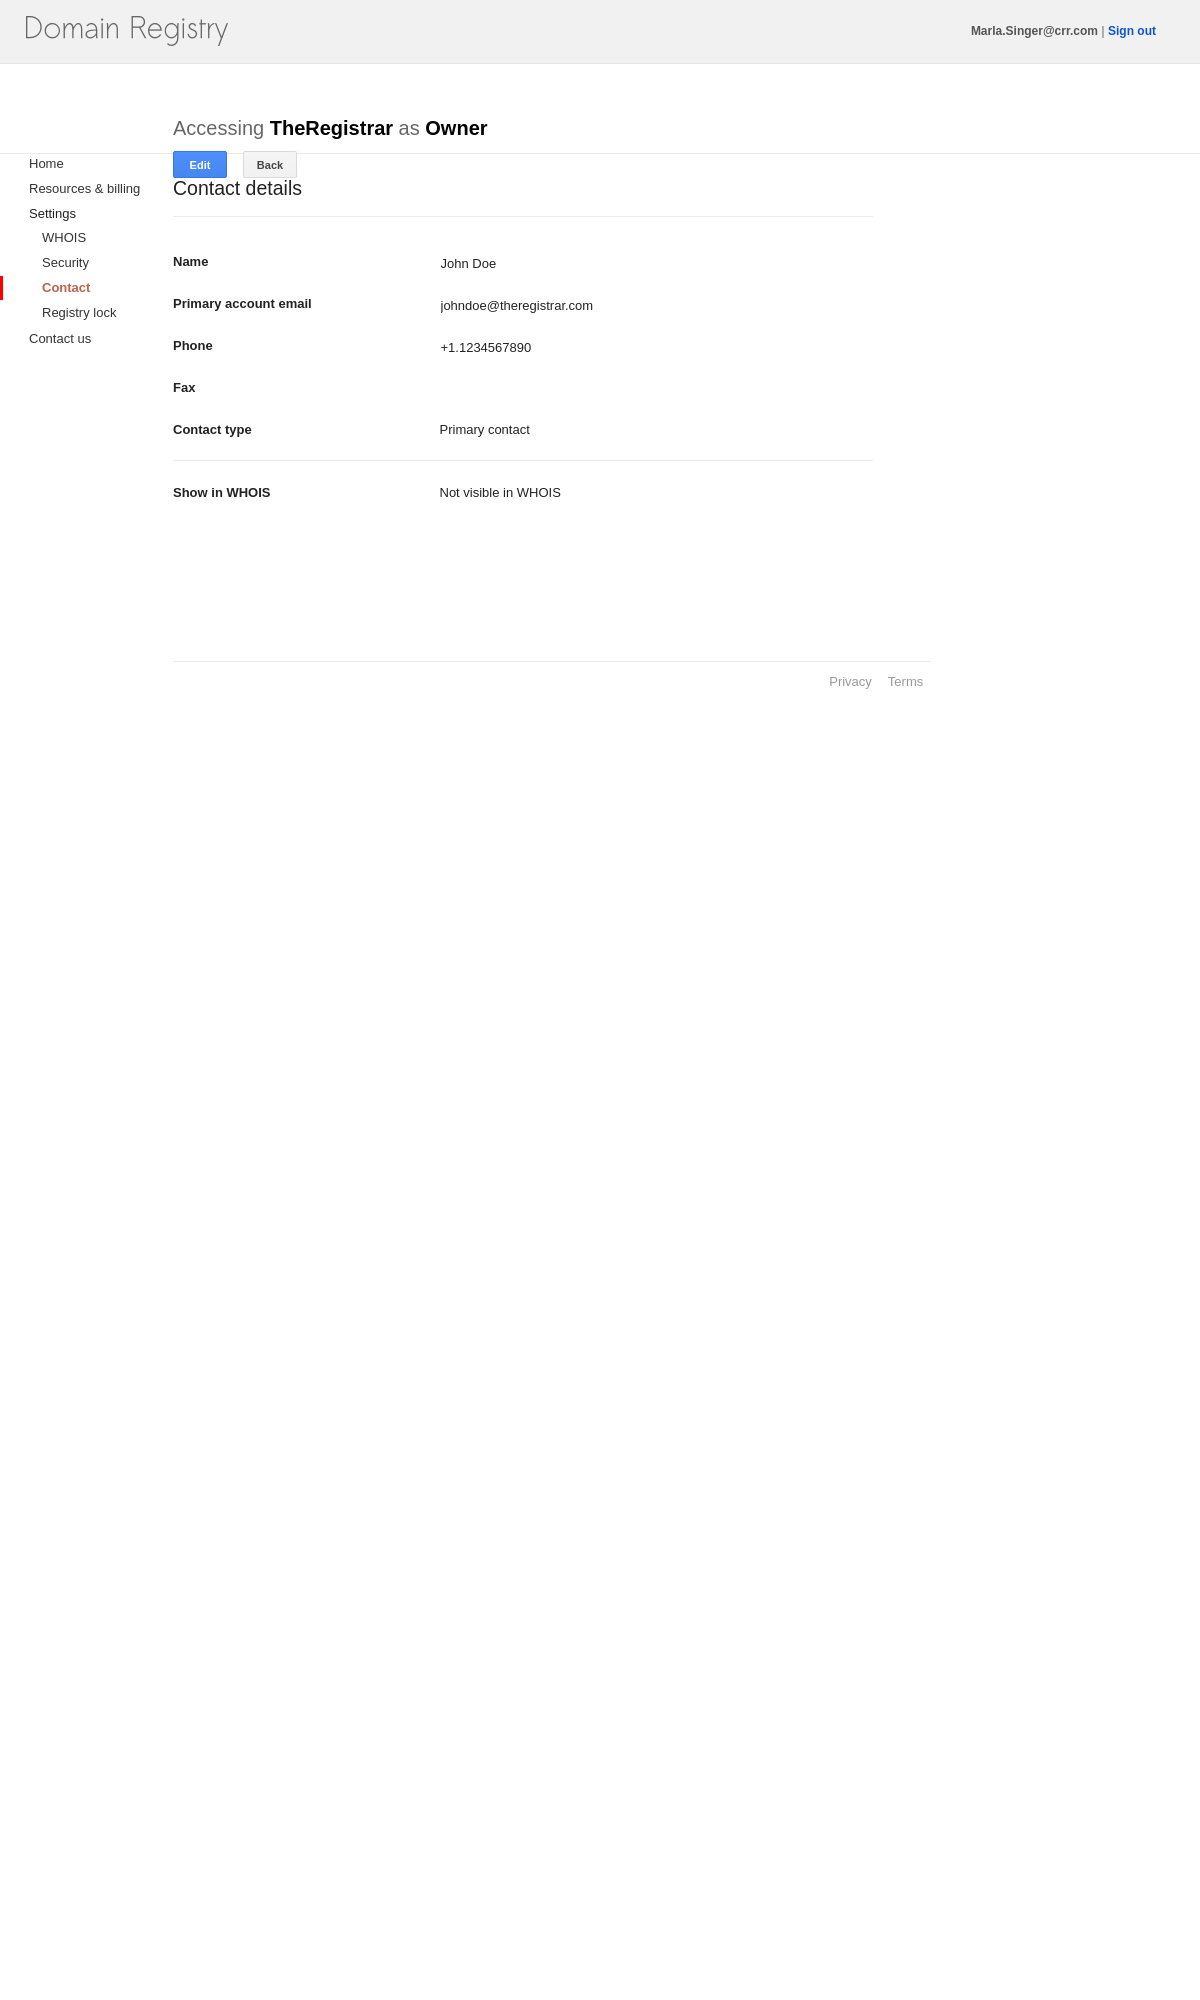 Domain Registry
Marla.Singer@crr.com | Sign out
Accessing TheRegistrar as Owner
Edit Back
Home
Resources & billing
Settings
WHOIS
Security
Contact
Registry lock
Contact us
Contact details
Name John Doe
Primary account email johndoe@theregistrar.com
Phone +1.1234567890
Fax
Contact type Primary contact
Show in WHOIS Not visible in WHOIS
Privacy Terms